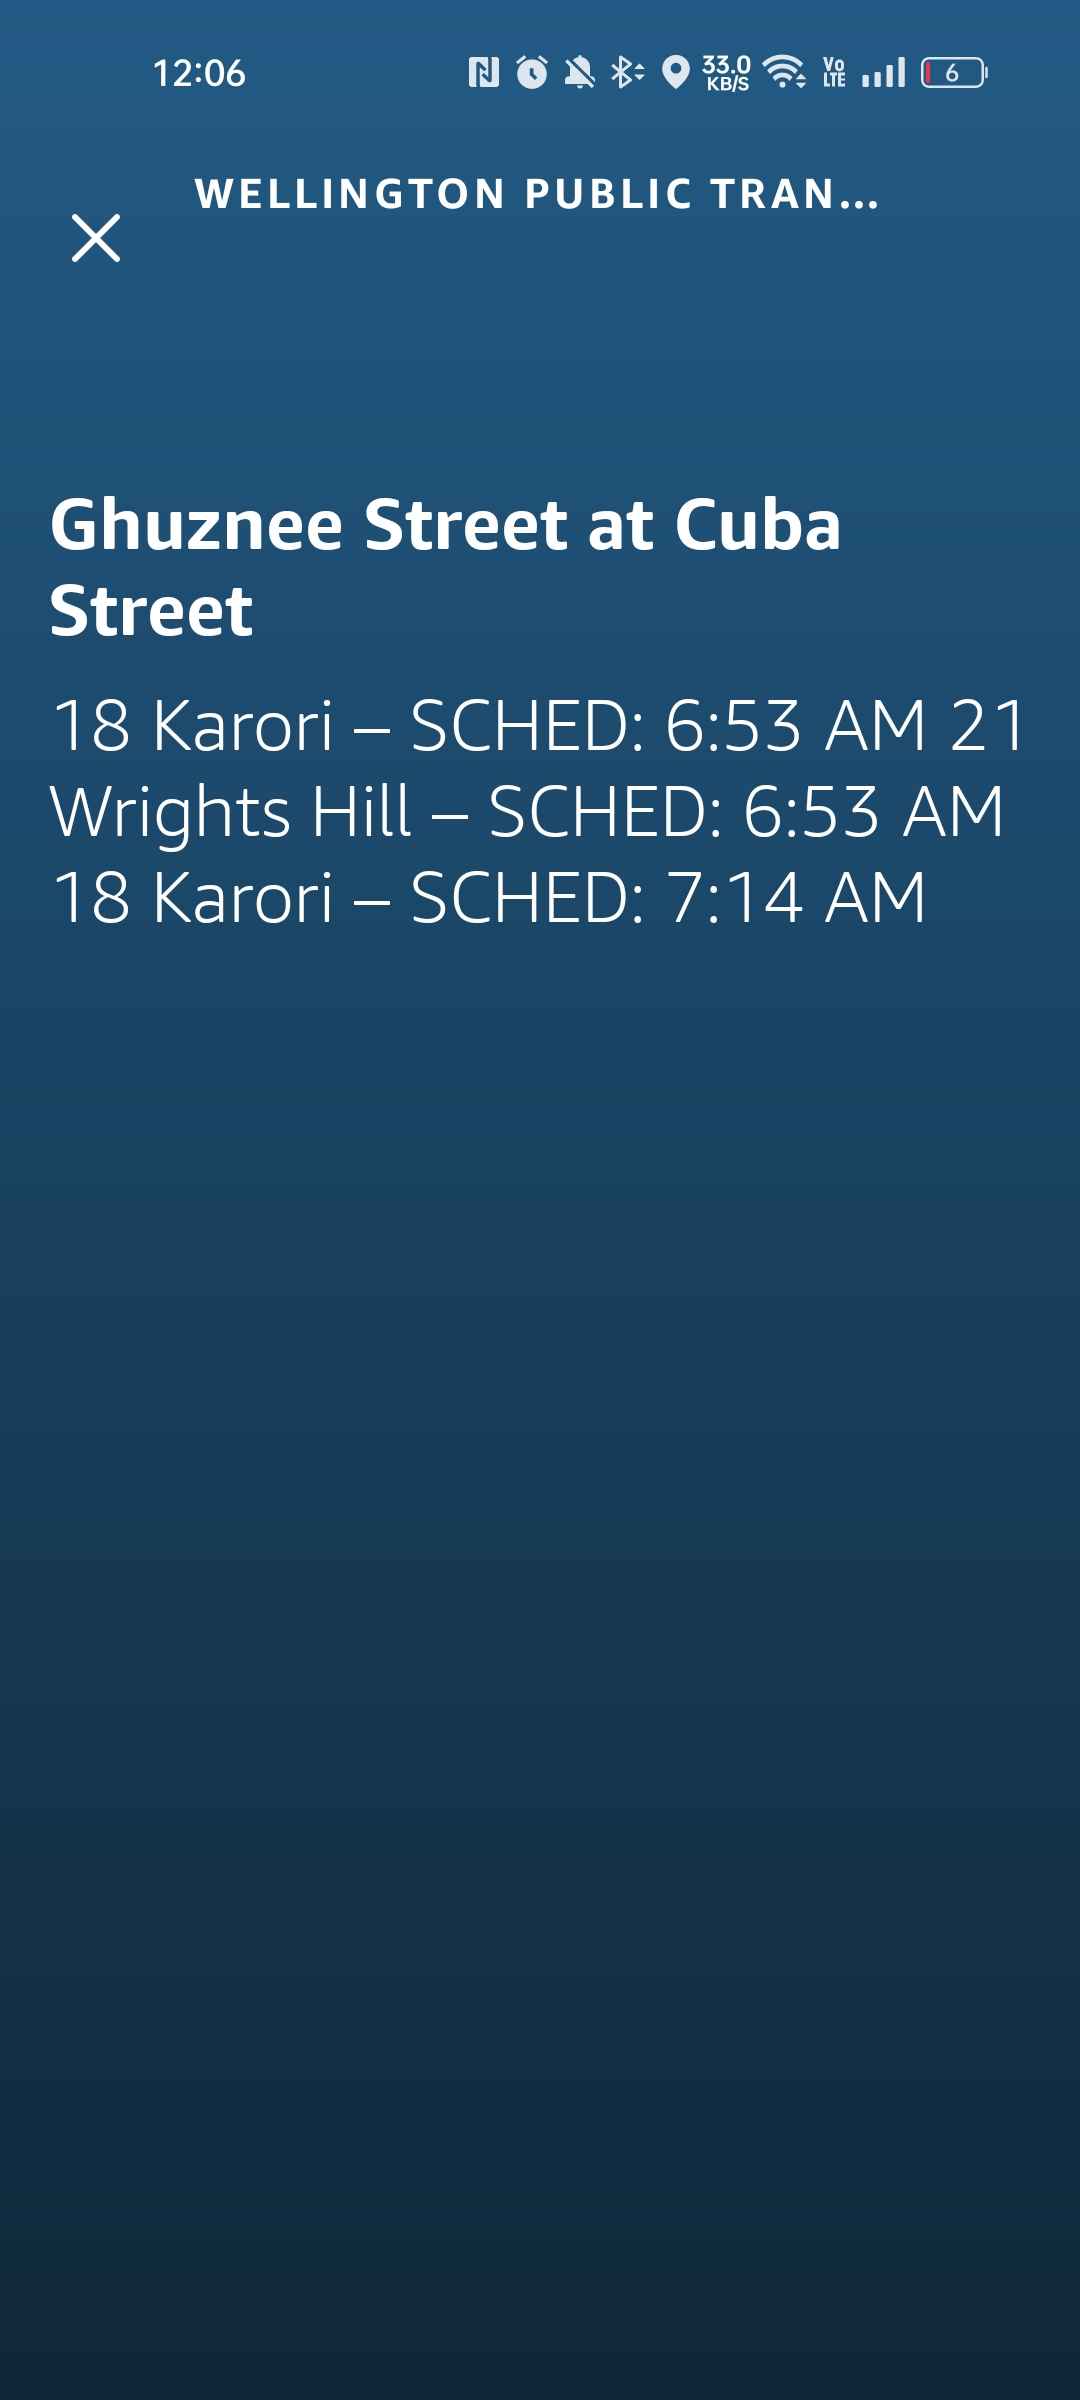 12:06
33.0
KB/S
Vo
LTE
6
WELLINGTON PUBLIC TRAN...
Ghuznee Street at Cuba
Street
18 Karori – SCHED: 6:53 AM 21
Wrights Hill – SCHED: 6:53 AM
18 Karori – SCHED: 7:14 AM